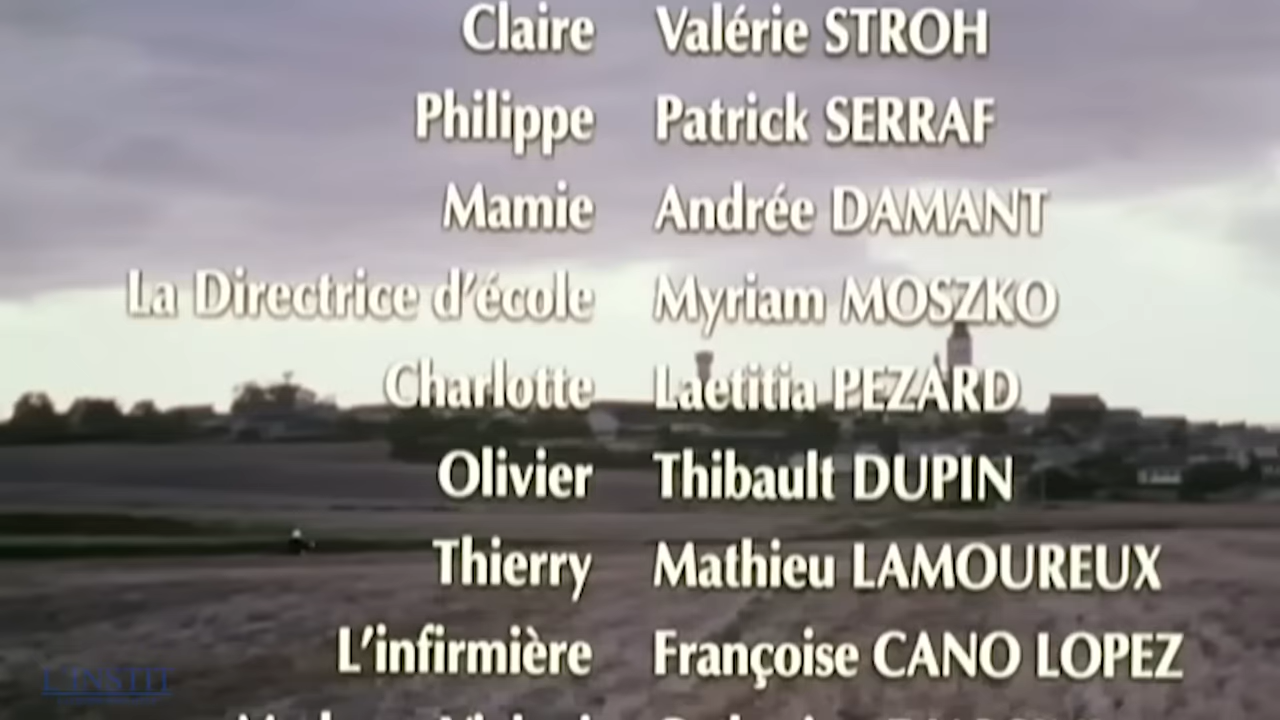 Claire Valérie STROH
Philippe Patrick SERRAF
Mamie Andrée DAMANT
La Directrice d'école Myriam MOSZKO
Charlotte Laetitia PEZARD
Olivier Thibault DUPIN
Thierry Mathieu LAMOUREUX
L'infirmière Françoise CANO LOPEZ
L'INSTIT